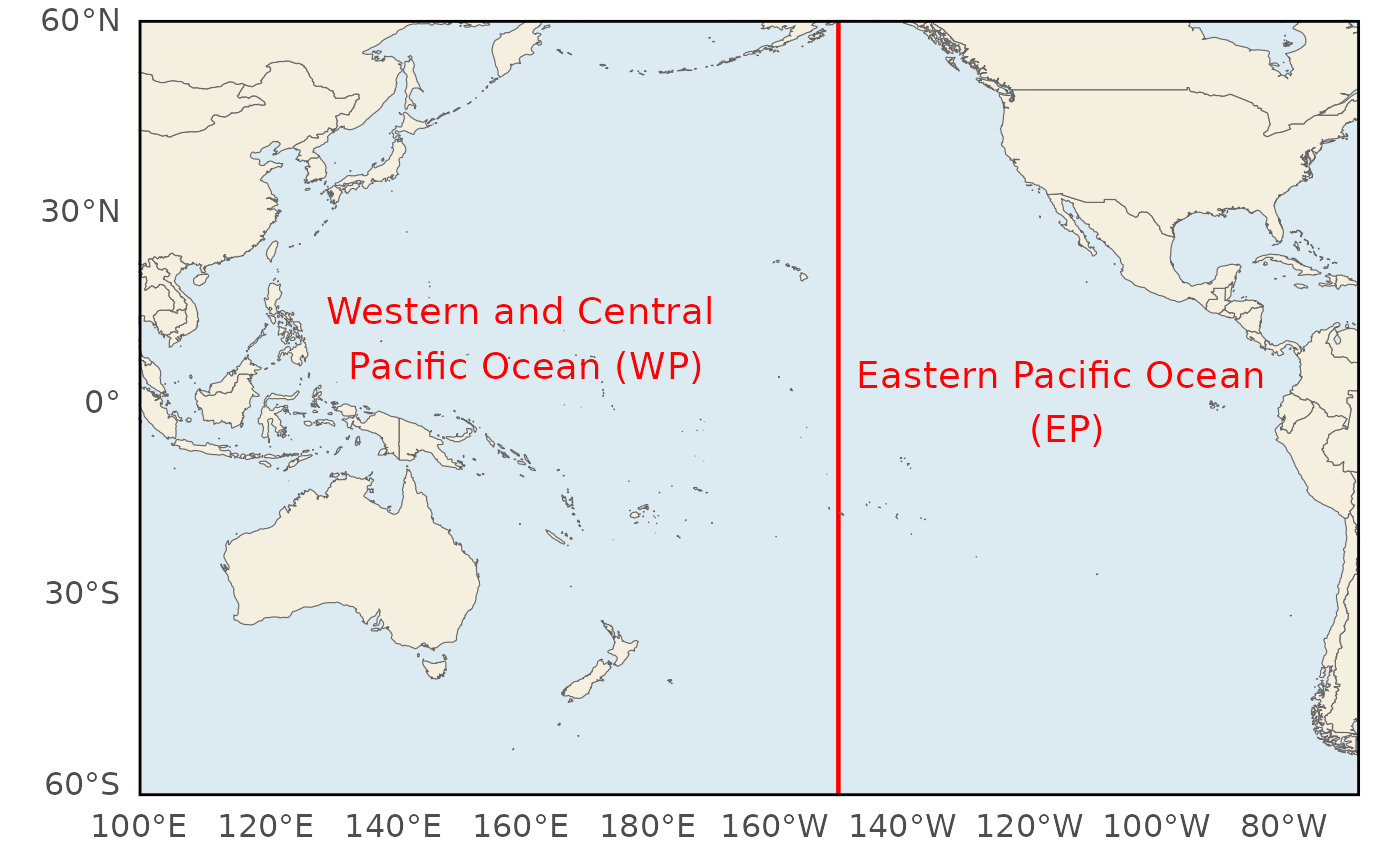 60°N
30°N
Western and Central
Pacific Ocean (WP)
Eastern Pacific Ocean
(EP)
0°
30°S
60°S
100°E 120°E 140°E 160°E 180°E 160°W 140°W 120°W 100°W 80°W